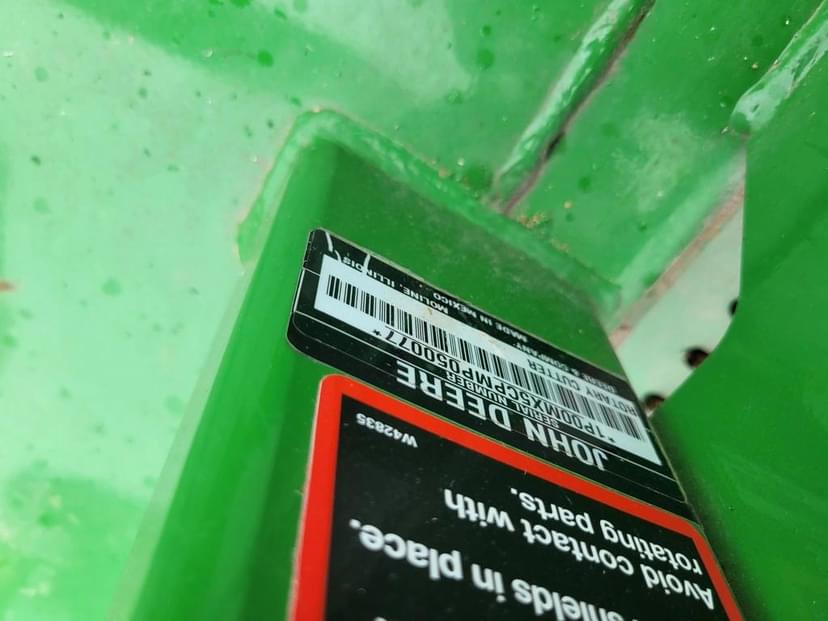 JOHN DEERE
SERIAL NUMBER
*1P00MX5CPMP050077*
ROTARY CUTTER
DEERE & COMPANY
MOLINE, ILLINOIS
MADE IN MEXICO
W42835
Avoid contact with
rotating parts.
shields in place.